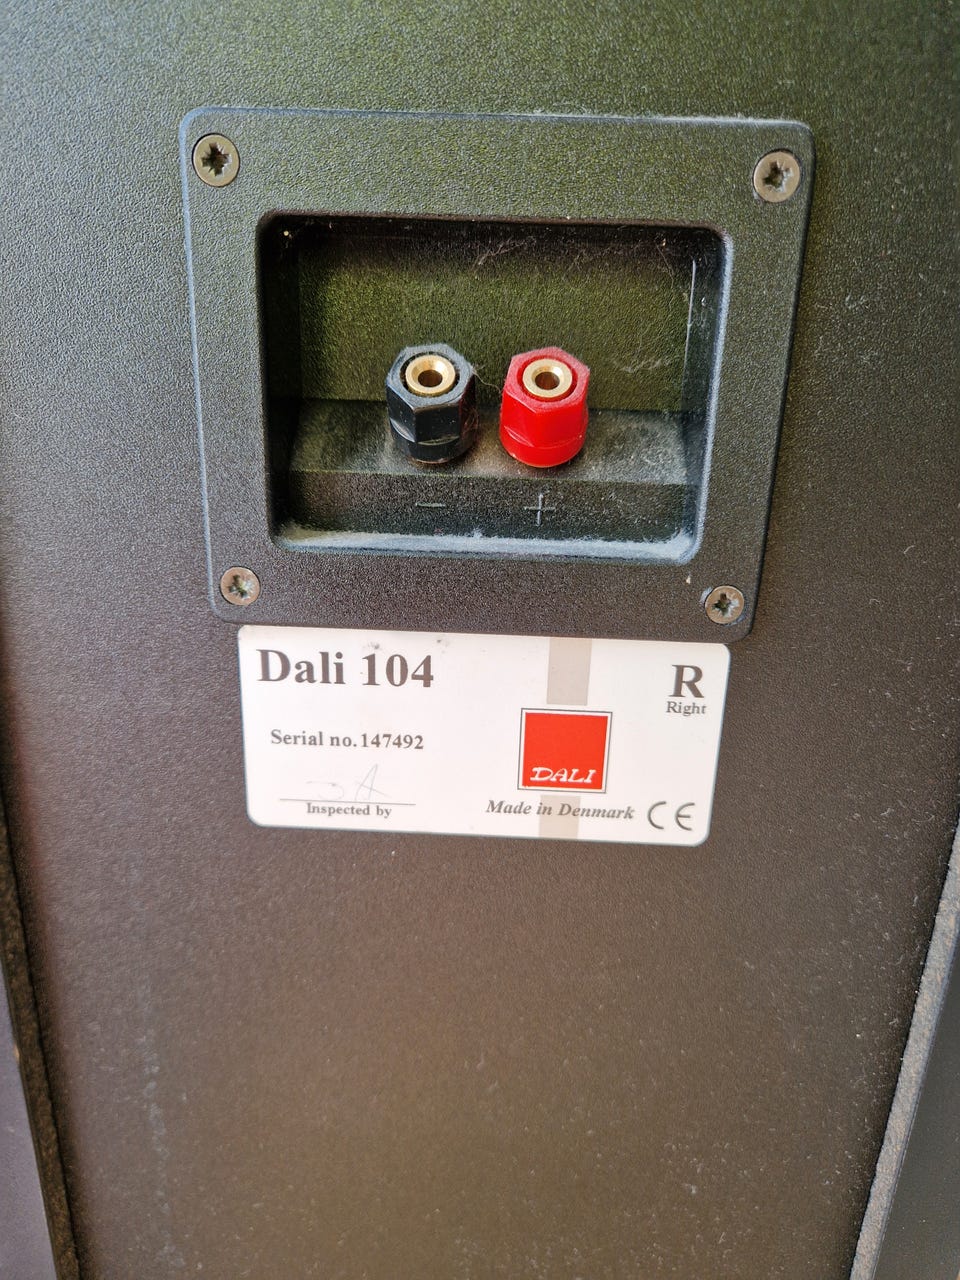 − +
Dali 104
R
Right
Serial no. 147492
DALI
Inspected by
Made in Denmark CE